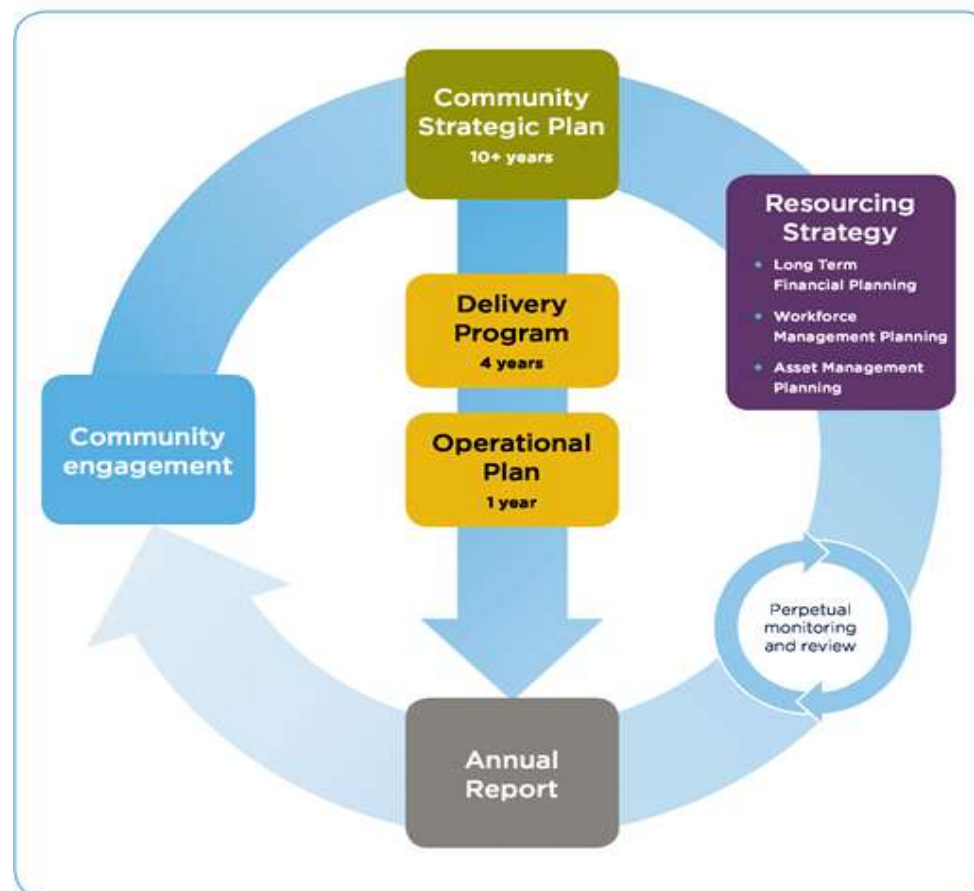 Community
Strategic Plan
10+ years
Resourcing
Strategy
• Long Term
Financial Planning
• Workforce
Management Planning
• Asset Management
Planning
Delivery
Program
4 years
Operational
Plan
1 year
Community
engagement
Perpetual
monitoring
and review
Annual
Report